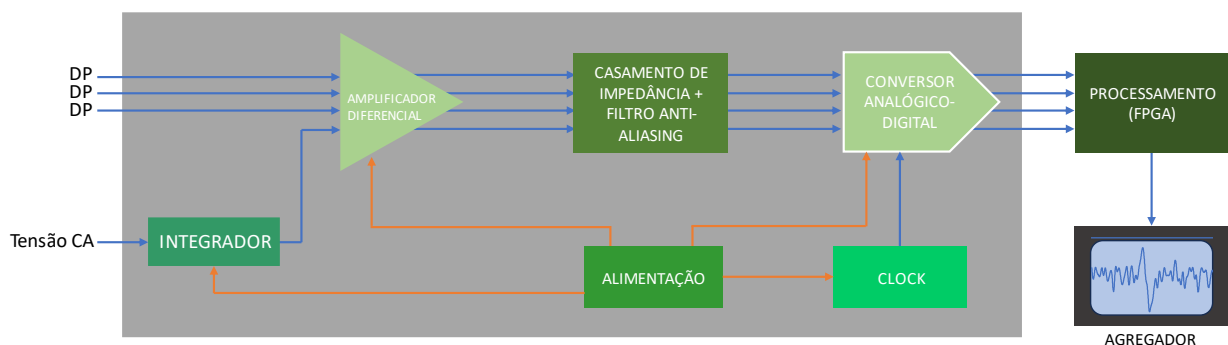 DP
DP
DP
AMPLIFICADOR
DIFERENCIAL
CASAMENTO DE
IMPEDÂNCIA +
FILTRO ANTI-
ALIASING
CONVERSOR
ANALÓGICO-
DIGITAL
PROCESSAMENTO
(FPGA)
Tensão CA
INTEGRADOR
ALIMENTAÇÃO
CLOCK
AGREGADOR